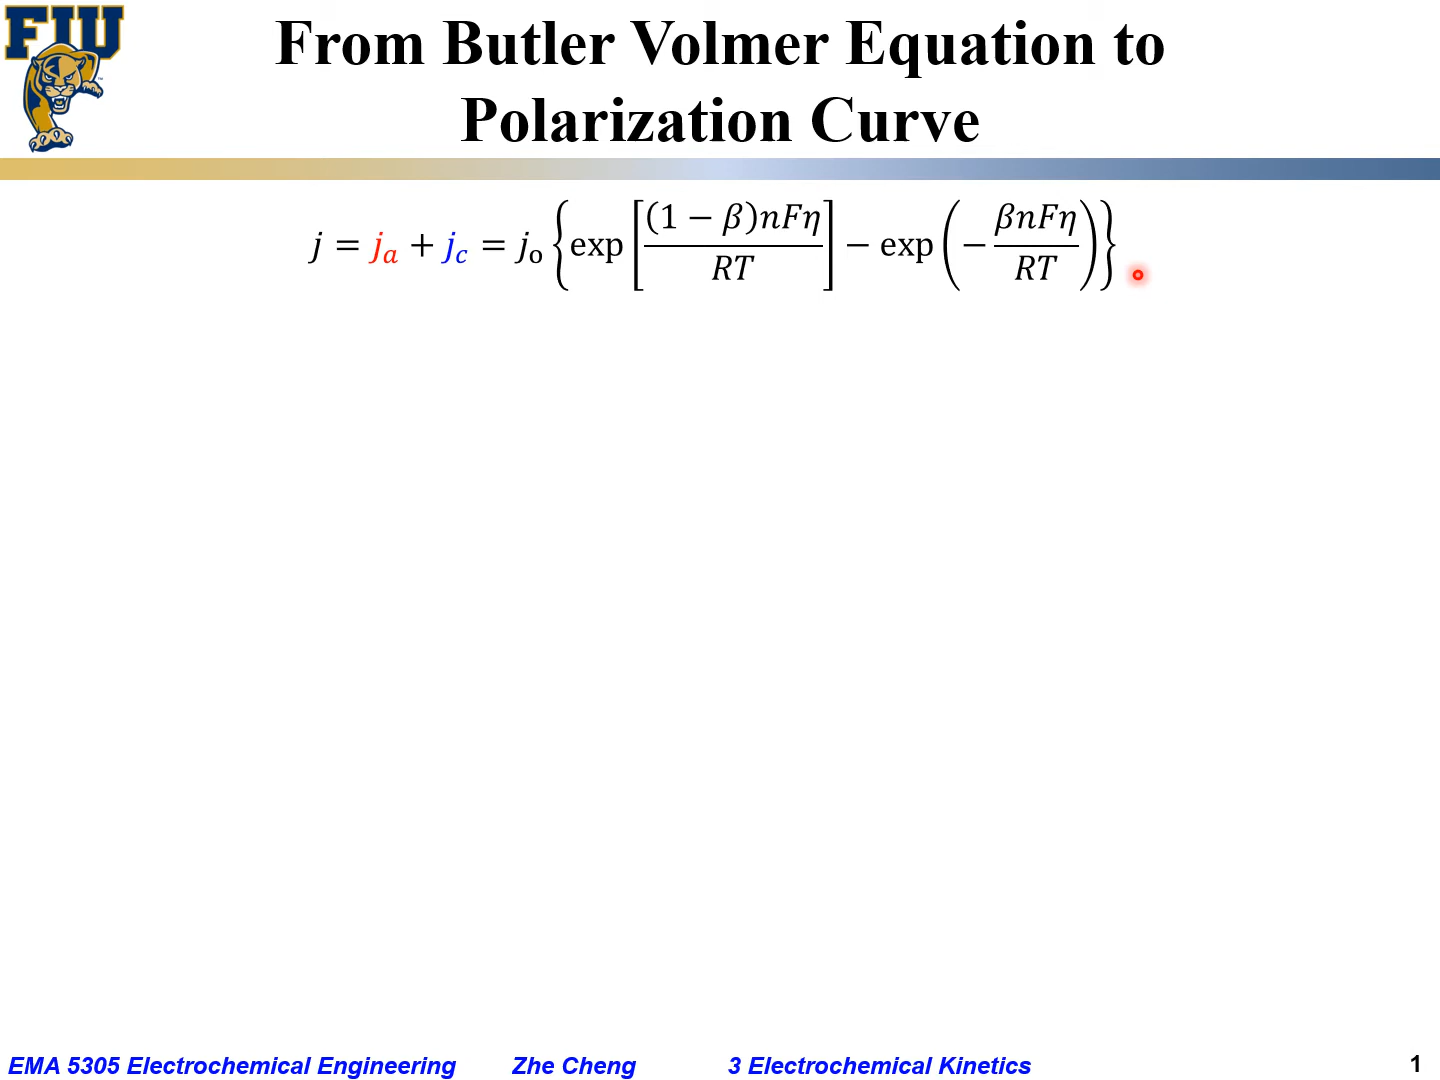 FIU
From Butler Volmer Equation to
Polarization Curve
j = jₐ + j_c = jₒ {exp [(1 − β)nFη / RT] − exp (− βnFη / RT)}
EMA 5305 Electrochemical Engineering Zhe Cheng 3 Electrochemical Kinetics 1